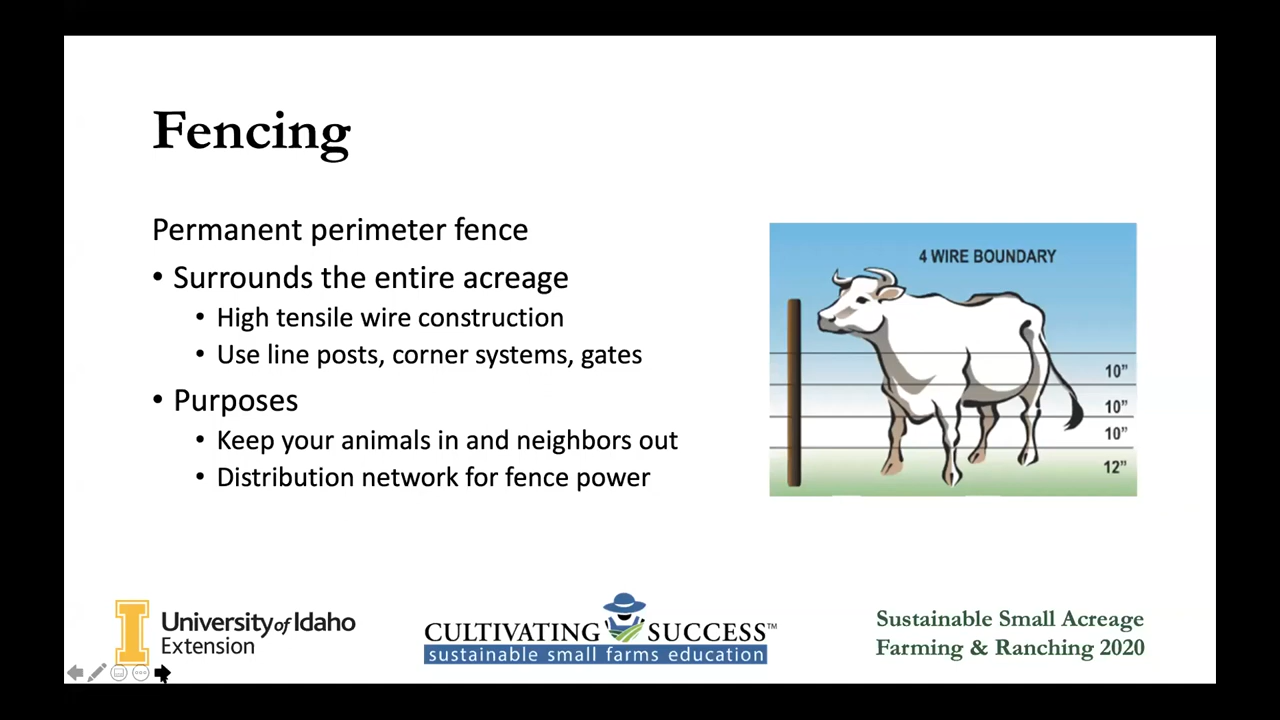 Fencing
Permanent perimeter fence
• Surrounds the entire acreage
• High tensile wire construction
• Use line posts, corner systems, gates
• Purposes
• Keep your animals in and neighbors out
• Distribution network for fence power
4 WIRE BOUNDARY
10”
10”
10”
12”
I
University of Idaho
Extension
CULTIVATING SUCCESS™
sustainable small farms education
Sustainable Small Acreage
Farming & Ranching 2020